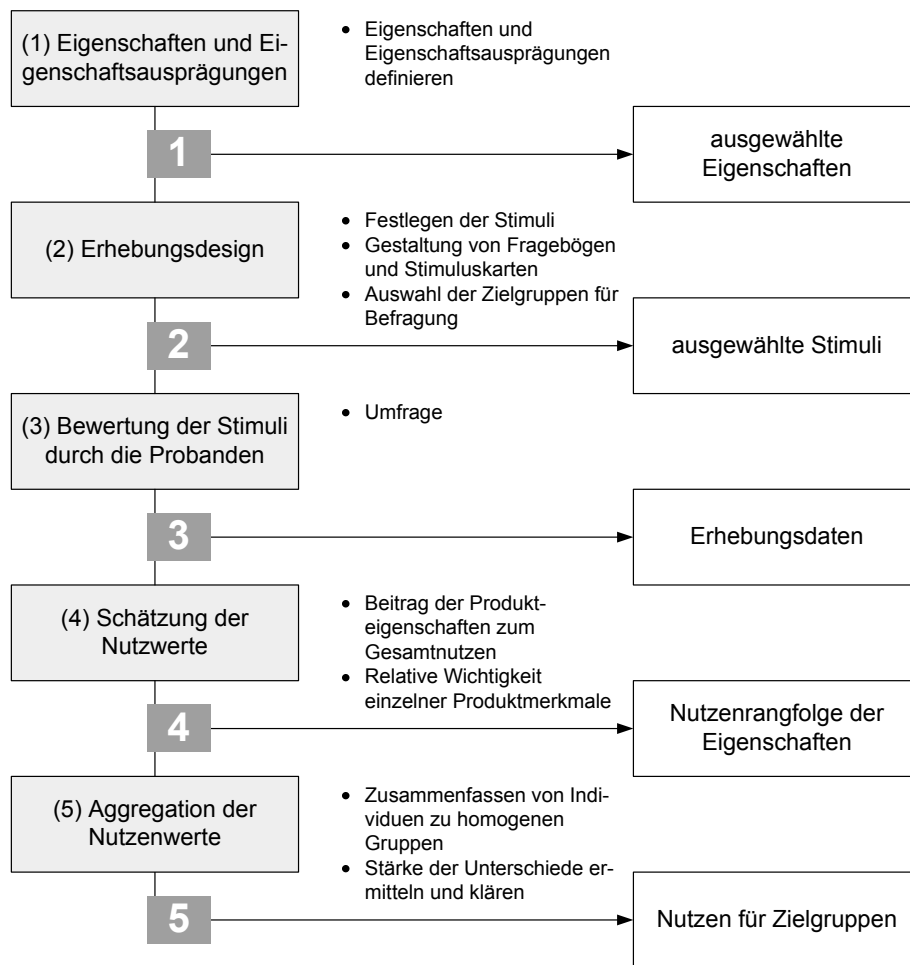 (1) Eigenschaften und Ei-
genschaftsausprägungen
• Eigenschaften und
Eigenschaftsausprägungen
definieren
1
ausgewählte
Eigenschaften
(2) Erhebungsdesign
• Festlegen der Stimuli
• Gestaltung von Fragebögen
und Stimuluskarten
• Auswahl der Zielgruppen für
Befragung
2
ausgewählte Stimuli
(3) Bewertung der Stimuli
durch die Probanden
• Umfrage
3
Erhebungsdaten
(4) Schätzung der
Nutzwerte
• Beitrag der Produkt-
eigenschaften zum
Gesamtnutzen
• Relative Wichtigkeit
einzelner Produktmerkmale
4
Nutzenrangfolge der
Eigenschaften
(5) Aggregation der
Nutzenwerte
• Zusammenfassen von Indi-
viduen zu homogenen
Gruppen
• Stärke der Unterschiede er-
mitteln und klären
5
Nutzen für Zielgruppen